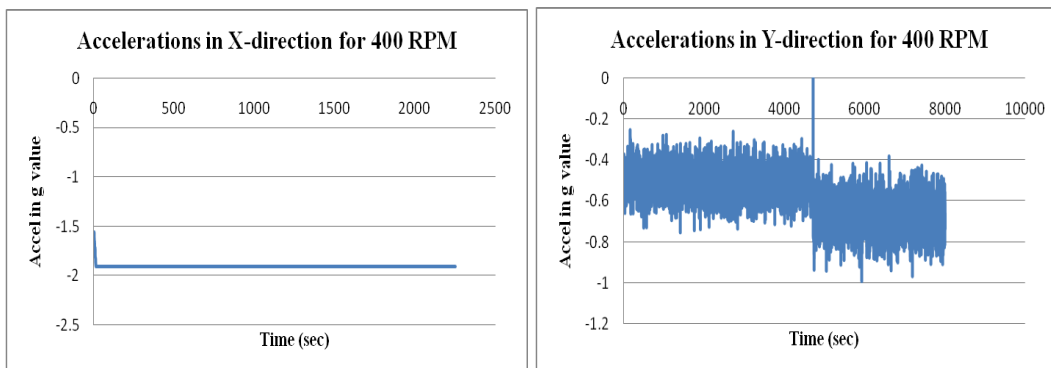 Accelerations in X-direction for 400 RPM
0
0 500 1000 1500 2000 2500
-0.5
-1
-1.5
-2
-2.5
Accel in g value
Time (sec)
Accelerations in Y-direction for 400 RPM
0
0 2000 4000 6000 8000 10000
-0.2
-0.4
-0.6
-0.8
-1
-1.2
Accel in g value
Time (sec)